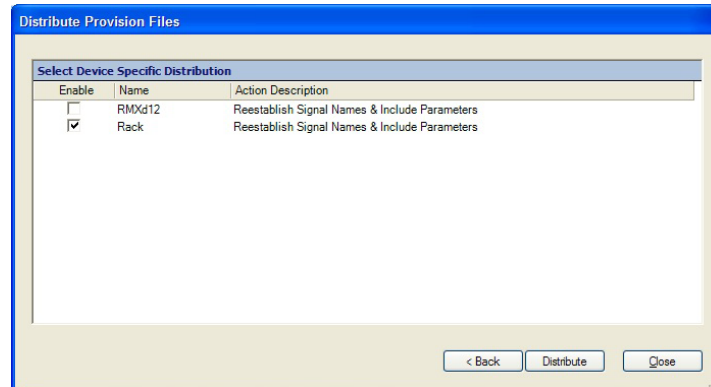 Distribute Provision Files
Select Device Specific Distribution
Enable Name Action Description
RMXd12 Reestablish Signal Names & Include Parameters
Rack Reestablish Signal Names & Include Parameters
< Back Distribute Close